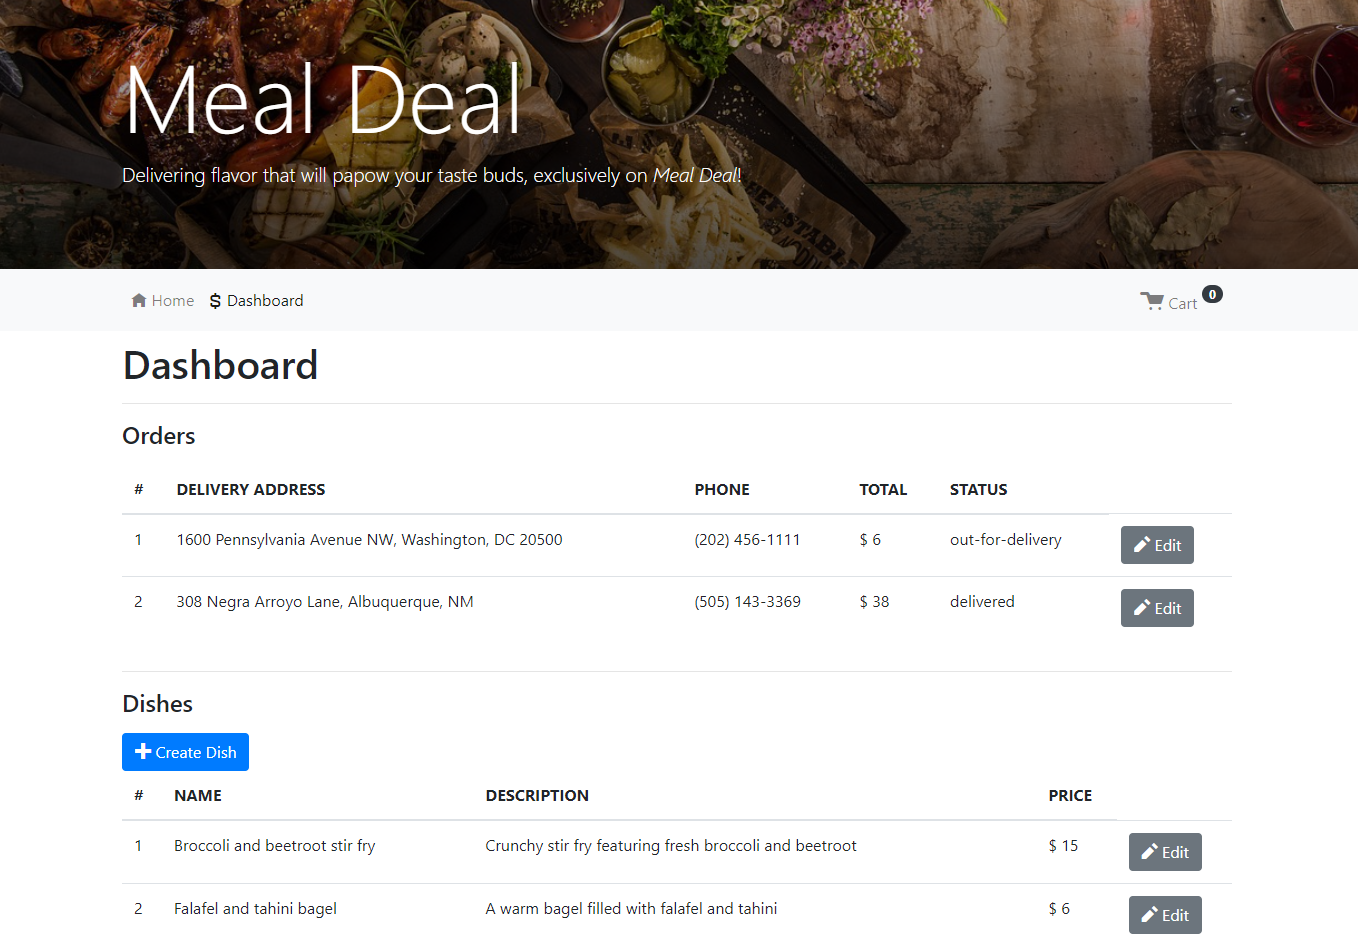 Meal Deal
Delivering flavor that will papow your taste buds, exclusively on Meal Deal!
Home $ Dashboard Cart 0
Dashboard
Orders
# DELIVERY ADDRESS PHONE TOTAL STATUS
1 1600 Pennsylvania Avenue NW, Washington, DC 20500 (202) 456-1111 $ 6 out-for-delivery Edit
2 308 Negra Arroyo Lane, Albuquerque, NM (505) 143-3369 $ 38 delivered Edit
Dishes
Create Dish
# NAME DESCRIPTION PRICE
1 Broccoli and beetroot stir fry Crunchy stir fry featuring fresh broccoli and beetroot $ 15 Edit
2 Falafel and tahini bagel A warm bagel filled with falafel and tahini $ 6 Edit